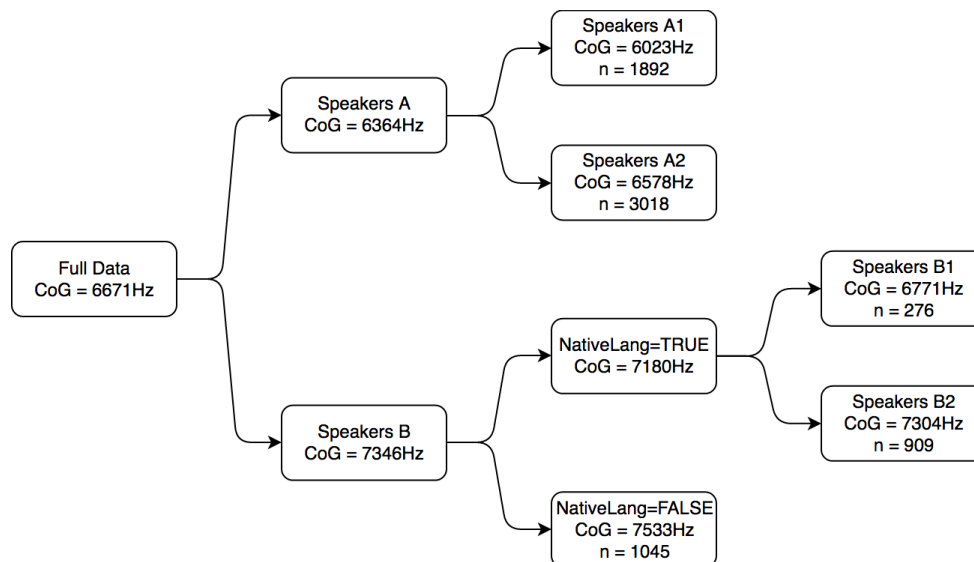 Full Data
CoG = 6671Hz
Speakers A
CoG = 6364Hz
Speakers A1
CoG = 6023Hz
n = 1892
Speakers A2
CoG = 6578Hz
n = 3018
Speakers B
CoG = 7346Hz
NativeLang=TRUE
CoG = 7180Hz
Speakers B1
CoG = 6771Hz
n = 276
Speakers B2
CoG = 7304Hz
n = 909
NativeLang=FALSE
CoG = 7533Hz
n = 1045